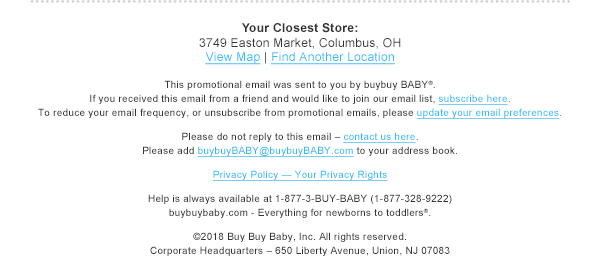 Your Closest Store:
3749 Easton Market, Columbus, OH
View Map | Find Another Location
This promotional email was sent to you by buybuy BABY®.
If you received this email from a friend and would like to join our email list, subscribe here.
To reduce your email frequency, or unsubscribe from promotional emails, please update your email preferences.
Please do not reply to this email – contact us here.
Please add buybuyBABY@buybuyBABY.com to your address book.
Privacy Policy — Your Privacy Rights
Help is always available at 1-877-3-BUY-BABY (1-877-328-9222)
buybuybaby.com - Everything for newborns to toddlers®.
©2018 Buy Buy Baby, Inc. All rights reserved.
Corporate Headquarters – 650 Liberty Avenue, Union, NJ 07083